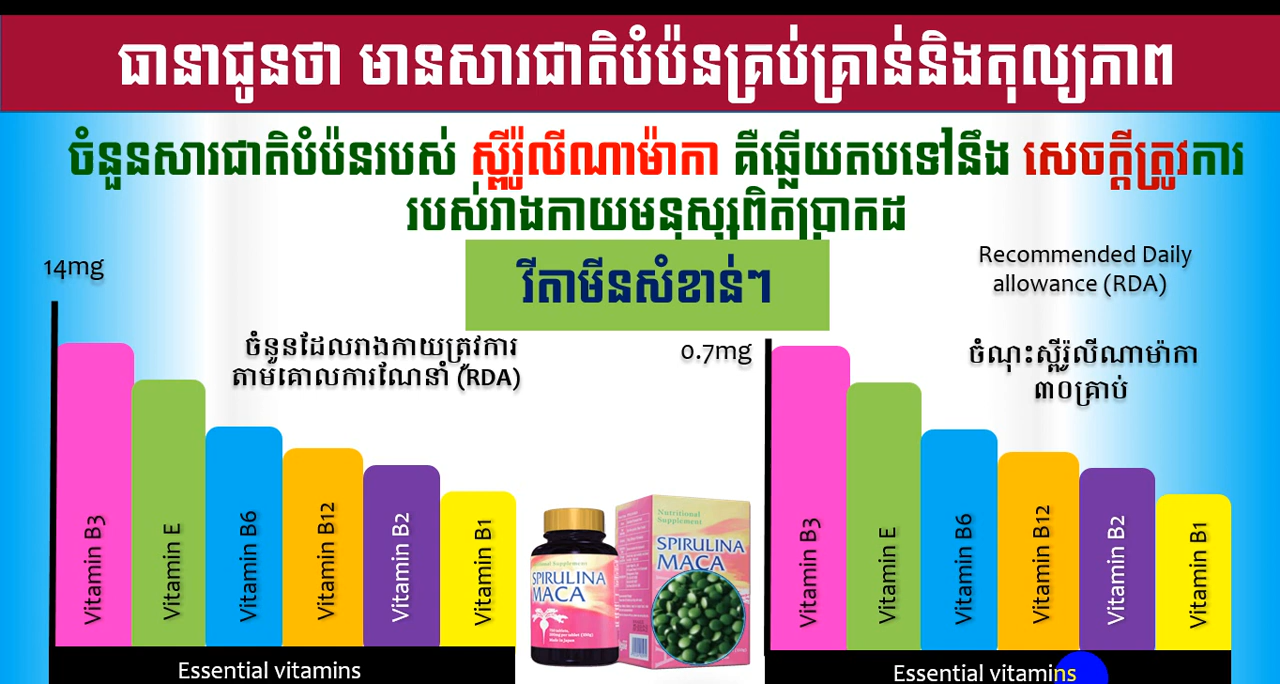 ធានាជូនថា មានសារជាតិបំប៉នគ្រប់គ្រាន់និងតុល្យភាព
ចំនួនសារជាតិបំប៉នរបស់ ស្ពីរ៉ូលីណាម៉ាកា គឺឆ្លើយតបទៅនឹង សេចក្តីត្រូវការ
របស់រាងកាយមនុស្សពិតប្រាកដ
វីតាមីនសំខាន់ៗ
Recommended Daily
allowance (RDA)
14mg
ចំនួនដែលរាងកាយត្រូវការ
តាមគោលការណែនាំ (RDA)
0.7mg
ចំណុះស្ពីរ៉ូលីណាម៉ាកា
៣០គ្រាប់
Vitamin B3
Vitamin E
Vitamin B6
Vitamin B12
Vitamin B2
Vitamin B1
Essential vitamins
Nutritional Supplement
SPIRULINA
MACA
Nutritional
Supplement
SPIRULINA
MACA
Vitamin B3
Vitamin E
Vitamin B6
Vitamin B12
Vitamin B2
Vitamin B1
Essential vitamins